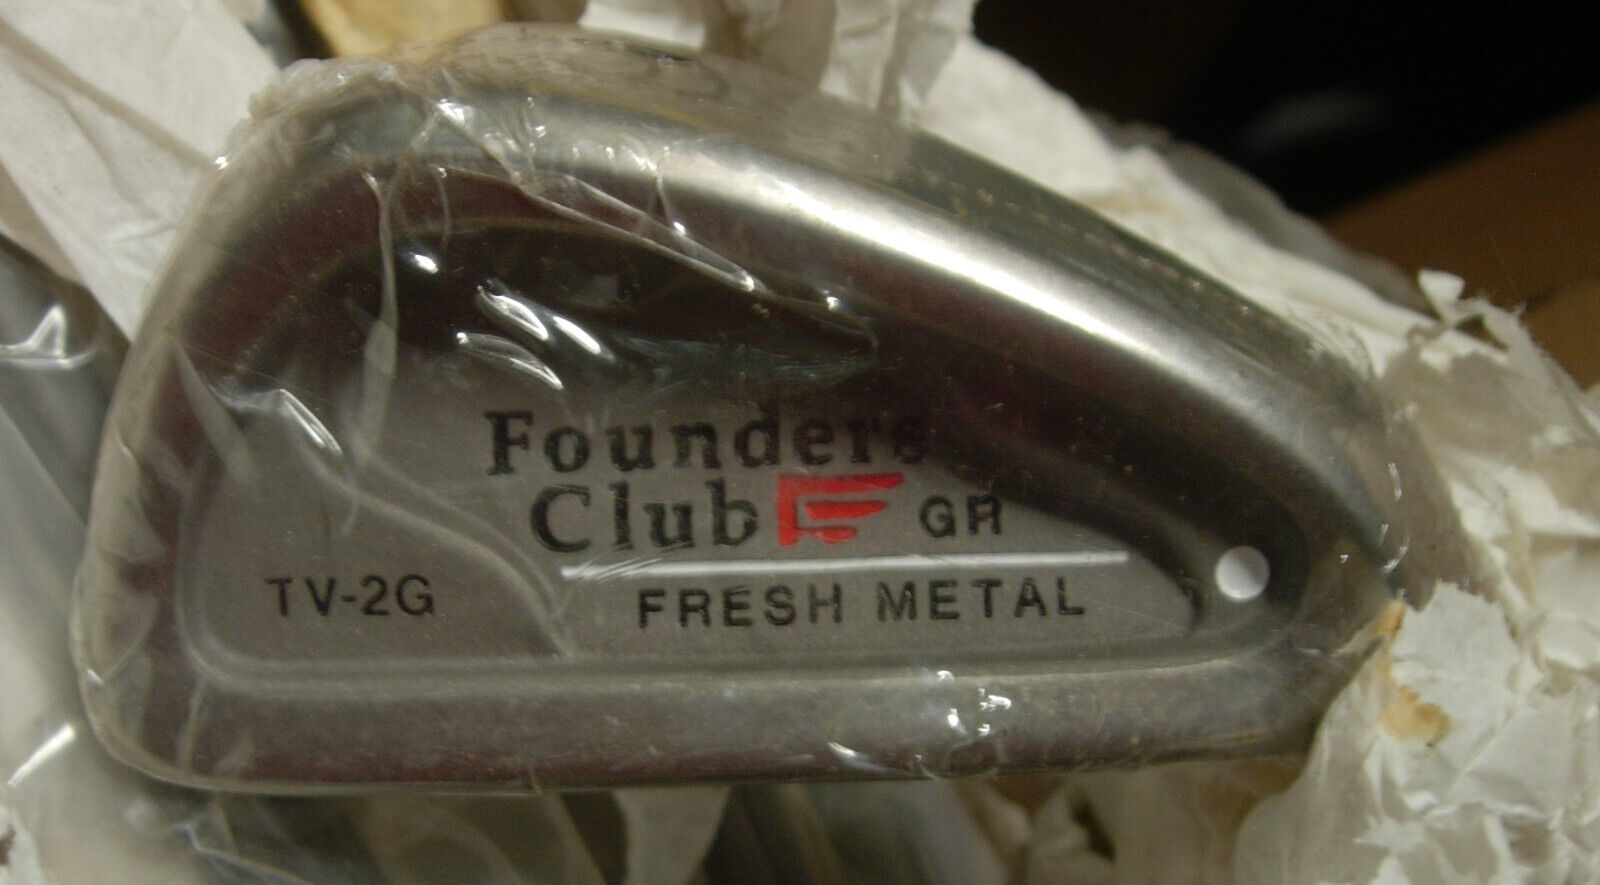 Founders
Club GR
TV-2G
FRESH METAL